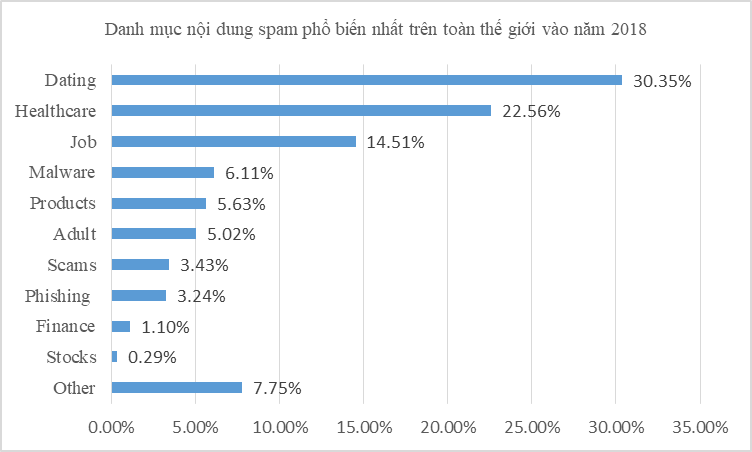 Danh mục nội dung spam phổ biến nhất trên toàn thế giới vào năm 2018
Dating 30.35%
Healthcare 22.56%
Job 14.51%
Malware 6.11%
Products 5.63%
Adult 5.02%
Scams 3.43%
Phishing 3.24%
Finance 1.10%
Stocks 0.29%
Other 7.75%
0.00% 5.00% 10.00% 15.00% 20.00% 25.00% 30.00% 35.00%